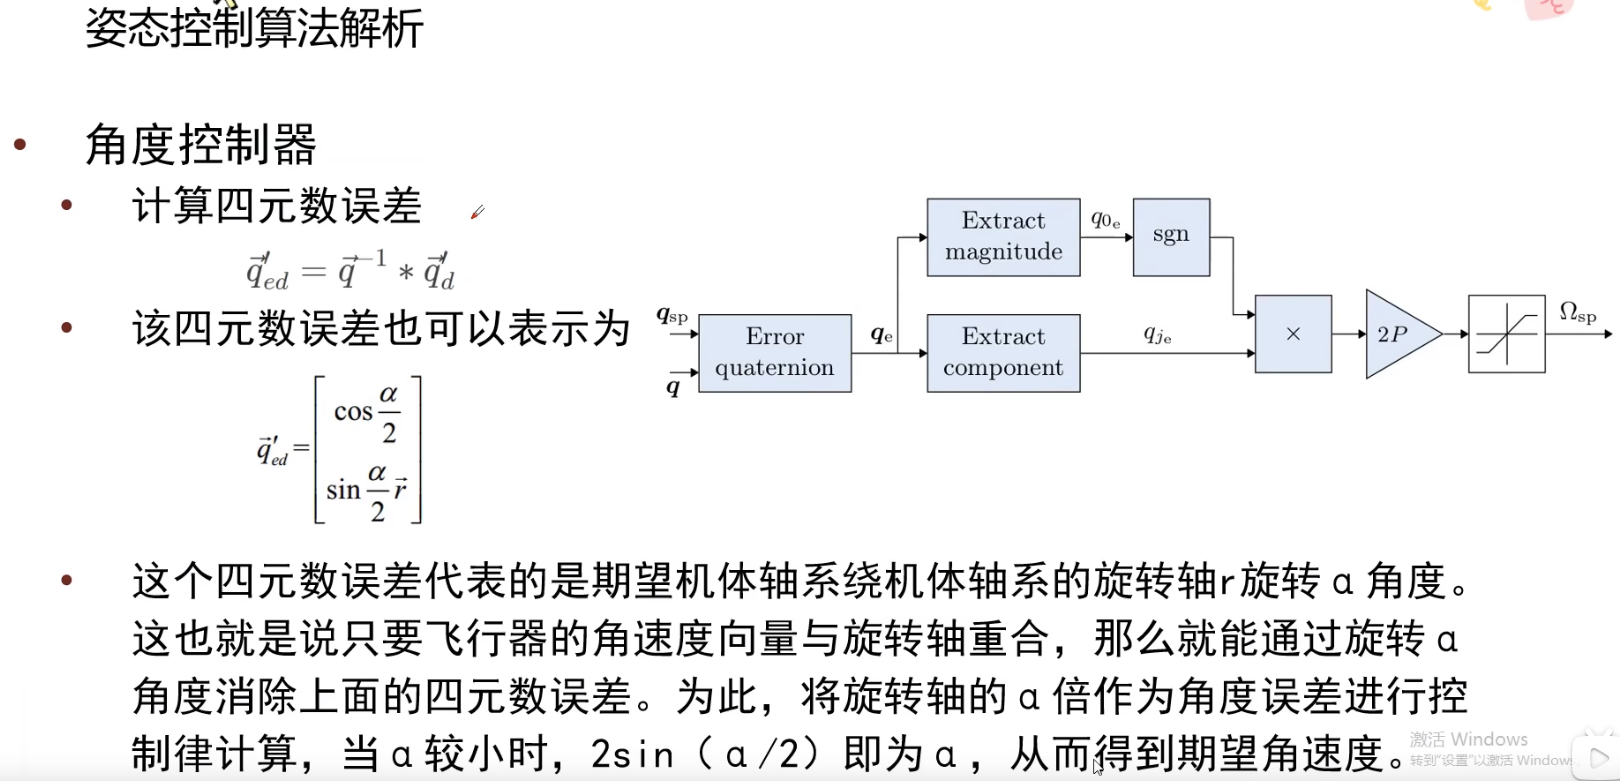 姿态控制算法解析
• 角度控制器
• 计算四元数误差
$\vec{q}'_{ed} = \vec{q}^{-1} * \vec{q}'_{d}$
• 该四元数误差也可以表示为
$\vec{q}'_{ed} = \begin{bmatrix} \cos\frac{\alpha}{2} \\ \sin\frac{\alpha}{2}\vec{r} \end{bmatrix}$
q_sp
q
Error
quaternion
q_e
Extract
magnitude
q_{0_e}
sgn
Extract
component
q_{j_e}
×
2P
Ω_sp
• 这个四元数误差代表的是期望机体轴系绕机体轴系的旋转轴r旋转α角度。
这也就是说只要飞行器的角速度向量与旋转轴重合，那么就能通过旋转α
角度消除上面的四元数误差。为此，将旋转轴的α倍作为角度误差进行控
制律计算，当α较小时，2sin（α/2）即为α，从而得到期望角速度。
激活 Windows
转到"设置"以激活 Windows